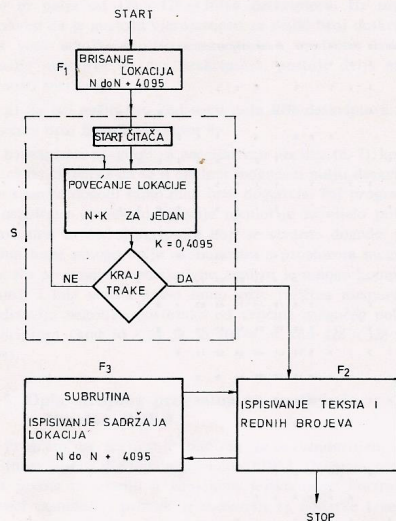 START
F1
BRISANJE
LOKACIJA
N do N + 4095
START ČITAČA
POVEĆANJE LOKACIJE
N+K ZA JEDAN
S
K = 0,4095
NE
KRAJ
TRAKE
DA
F3
SUBRUTINA
ISPISIVANJE SADRŽAJA
LOKACIJA
N do N + 4095
F2
ISPISIVANJE TEKSTA I
REDNIH BROJEVA
STOP